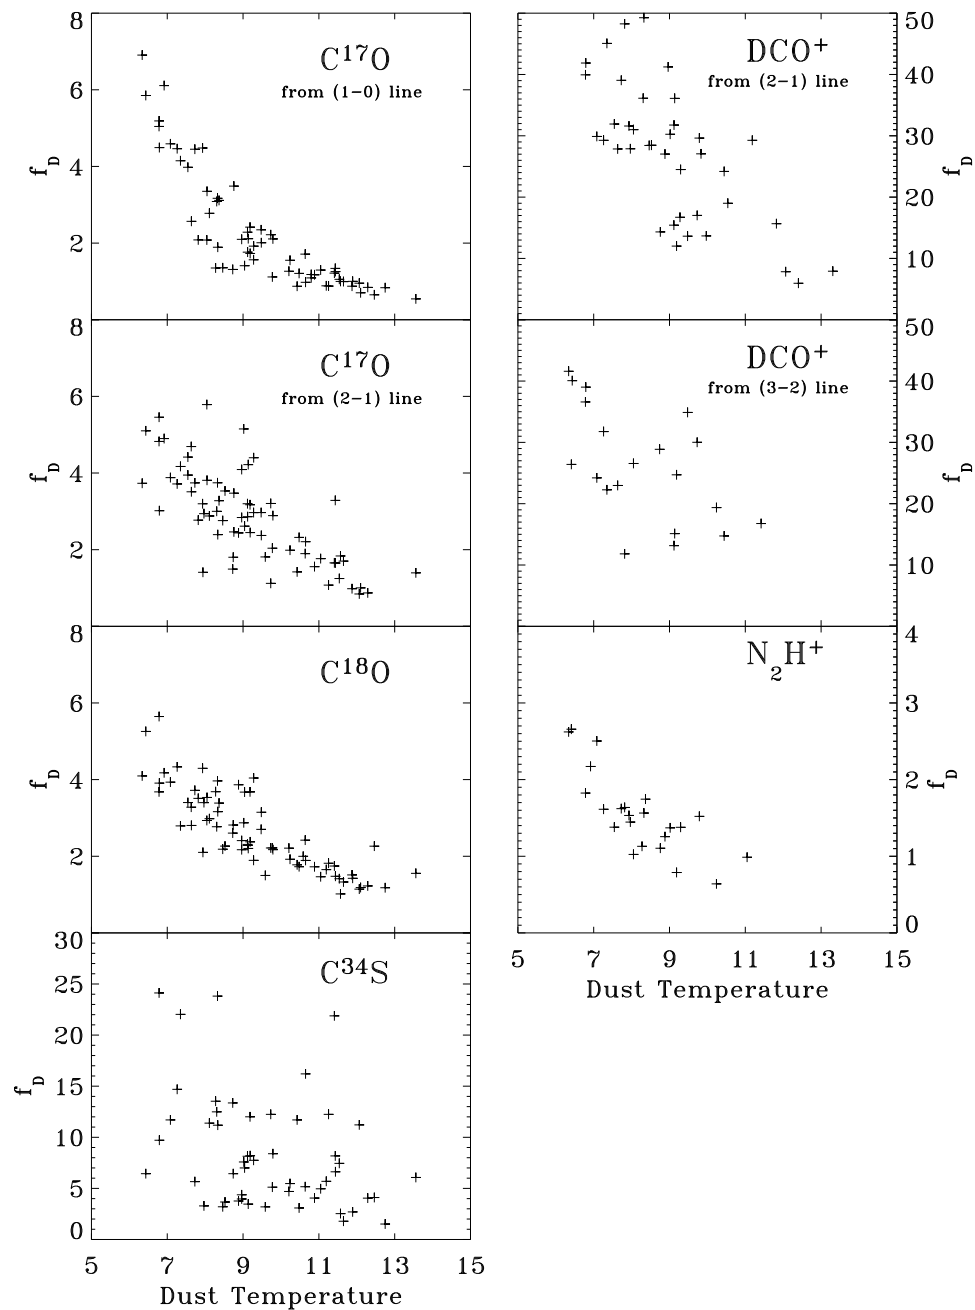 8
6
4
2
f_D
C¹⁷O
from (1−0) line
8
6
4
2
f_D
C¹⁷O
from (2−1) line
8
6
4
2
f_D
C¹⁸O
30
25
20
15
10
5
0
f_D
C³⁴S
5 7 9 11 13 15
Dust Temperature
50
40
30
20
10
f_D
DCO⁺
from (2−1) line
50
40
30
20
10
f_D
DCO⁺
from (3−2) line
4
3
2
1
0
f_D
N₂H⁺
5 7 9 11 13 15
Dust Temperature